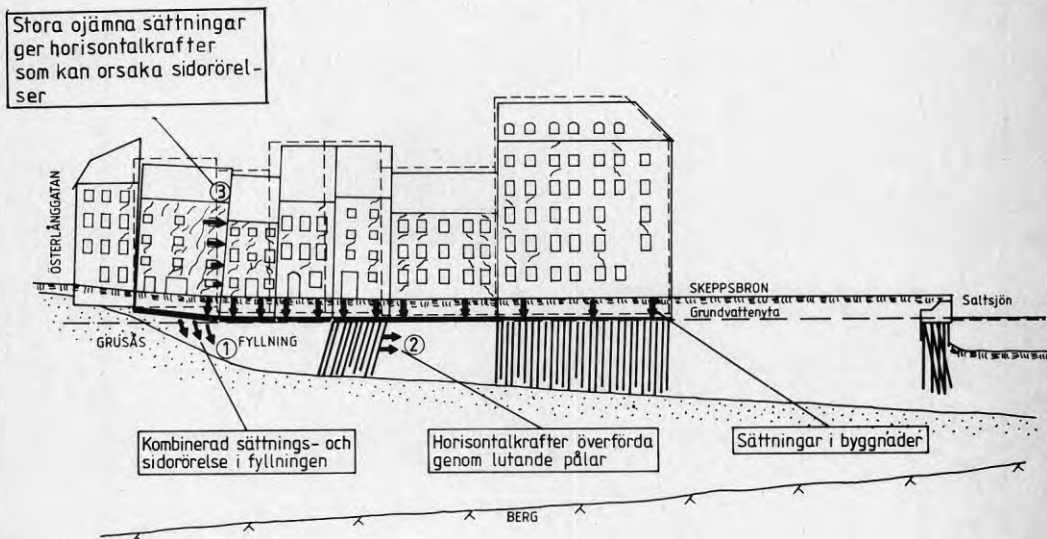 Stora ojämna sättningar
ger horisontalkrafter
som kan orsaka sidorörel-
ser
③
ÖSTERLÅNGGATAN
SKEPPSBRON
Grundvattenyta
Saltsjön
GRUSÅS
①
FYLLNING
②
Kombinerad sättnings- och
sidorörelse i fyllningen
Horisontalkrafter överförda
genom lutande pålar
Sättningar i byggnader
BERG